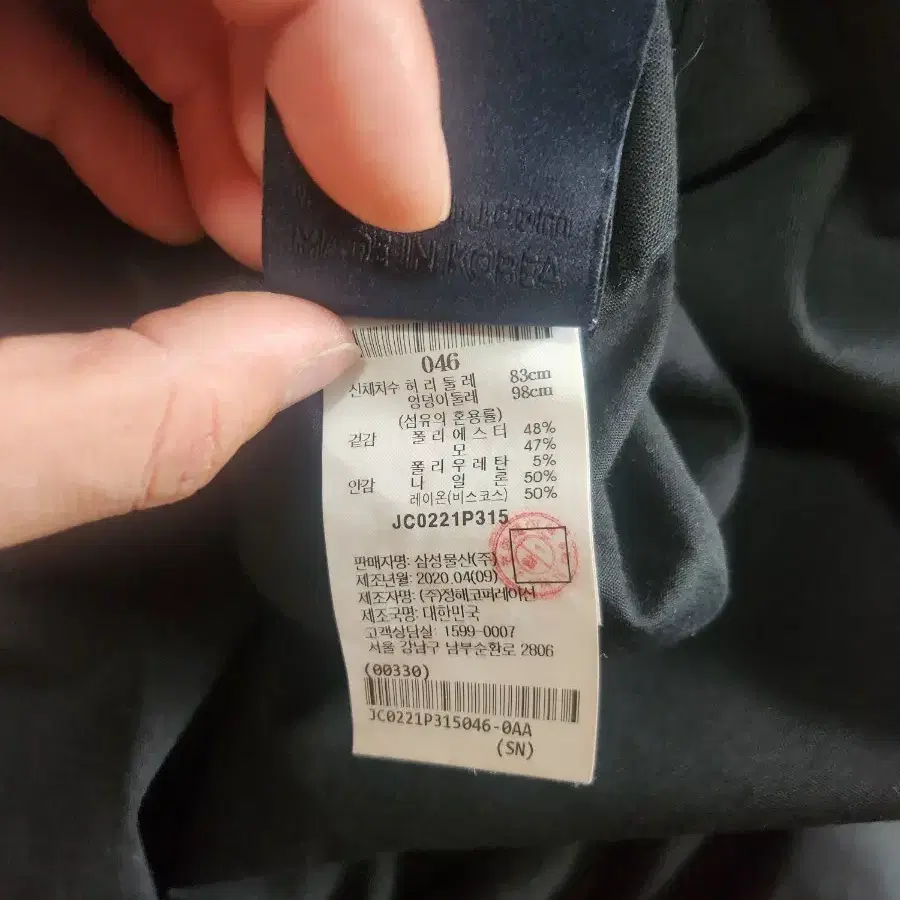 MADE IN KOREA
046
신체치수 허리둘레 83cm
엉덩이둘레 98cm
(섬유의 혼용률)
겉감 폴리에스터 48%
모 47%
폴리우레탄 5%
안감 나일론 50%
레이온(비스코스) 50%
JC0221P315
판매자명: 삼성물산(주)
제조년월: 2020.04(09)
제조자명: (주)정해코퍼레이션
제조국명: 대한민국
고객상담실: 1599-0007
서울 강남구 남부순환로 2806
(00330)
JC0221P315046-0AA
(SN)